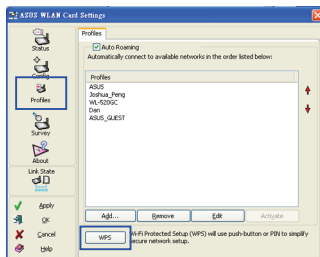 ASUS WLAN Card Settings
Status
Config
Profiles
Survey
About
Link State
Apply
OK
Cancel
Help
Profiles
Auto Roaming
Automatically connect to available networks in the order listed below:
Profiles
ASUS
Joshua_Peng
WL-520GC
Dan
ASUS_GUEST
Add...
Remove
Edit
Activate
WPS
Wi-Fi Protected Setup (WPS) will use push-button or PIN to simplify
secure network setup.